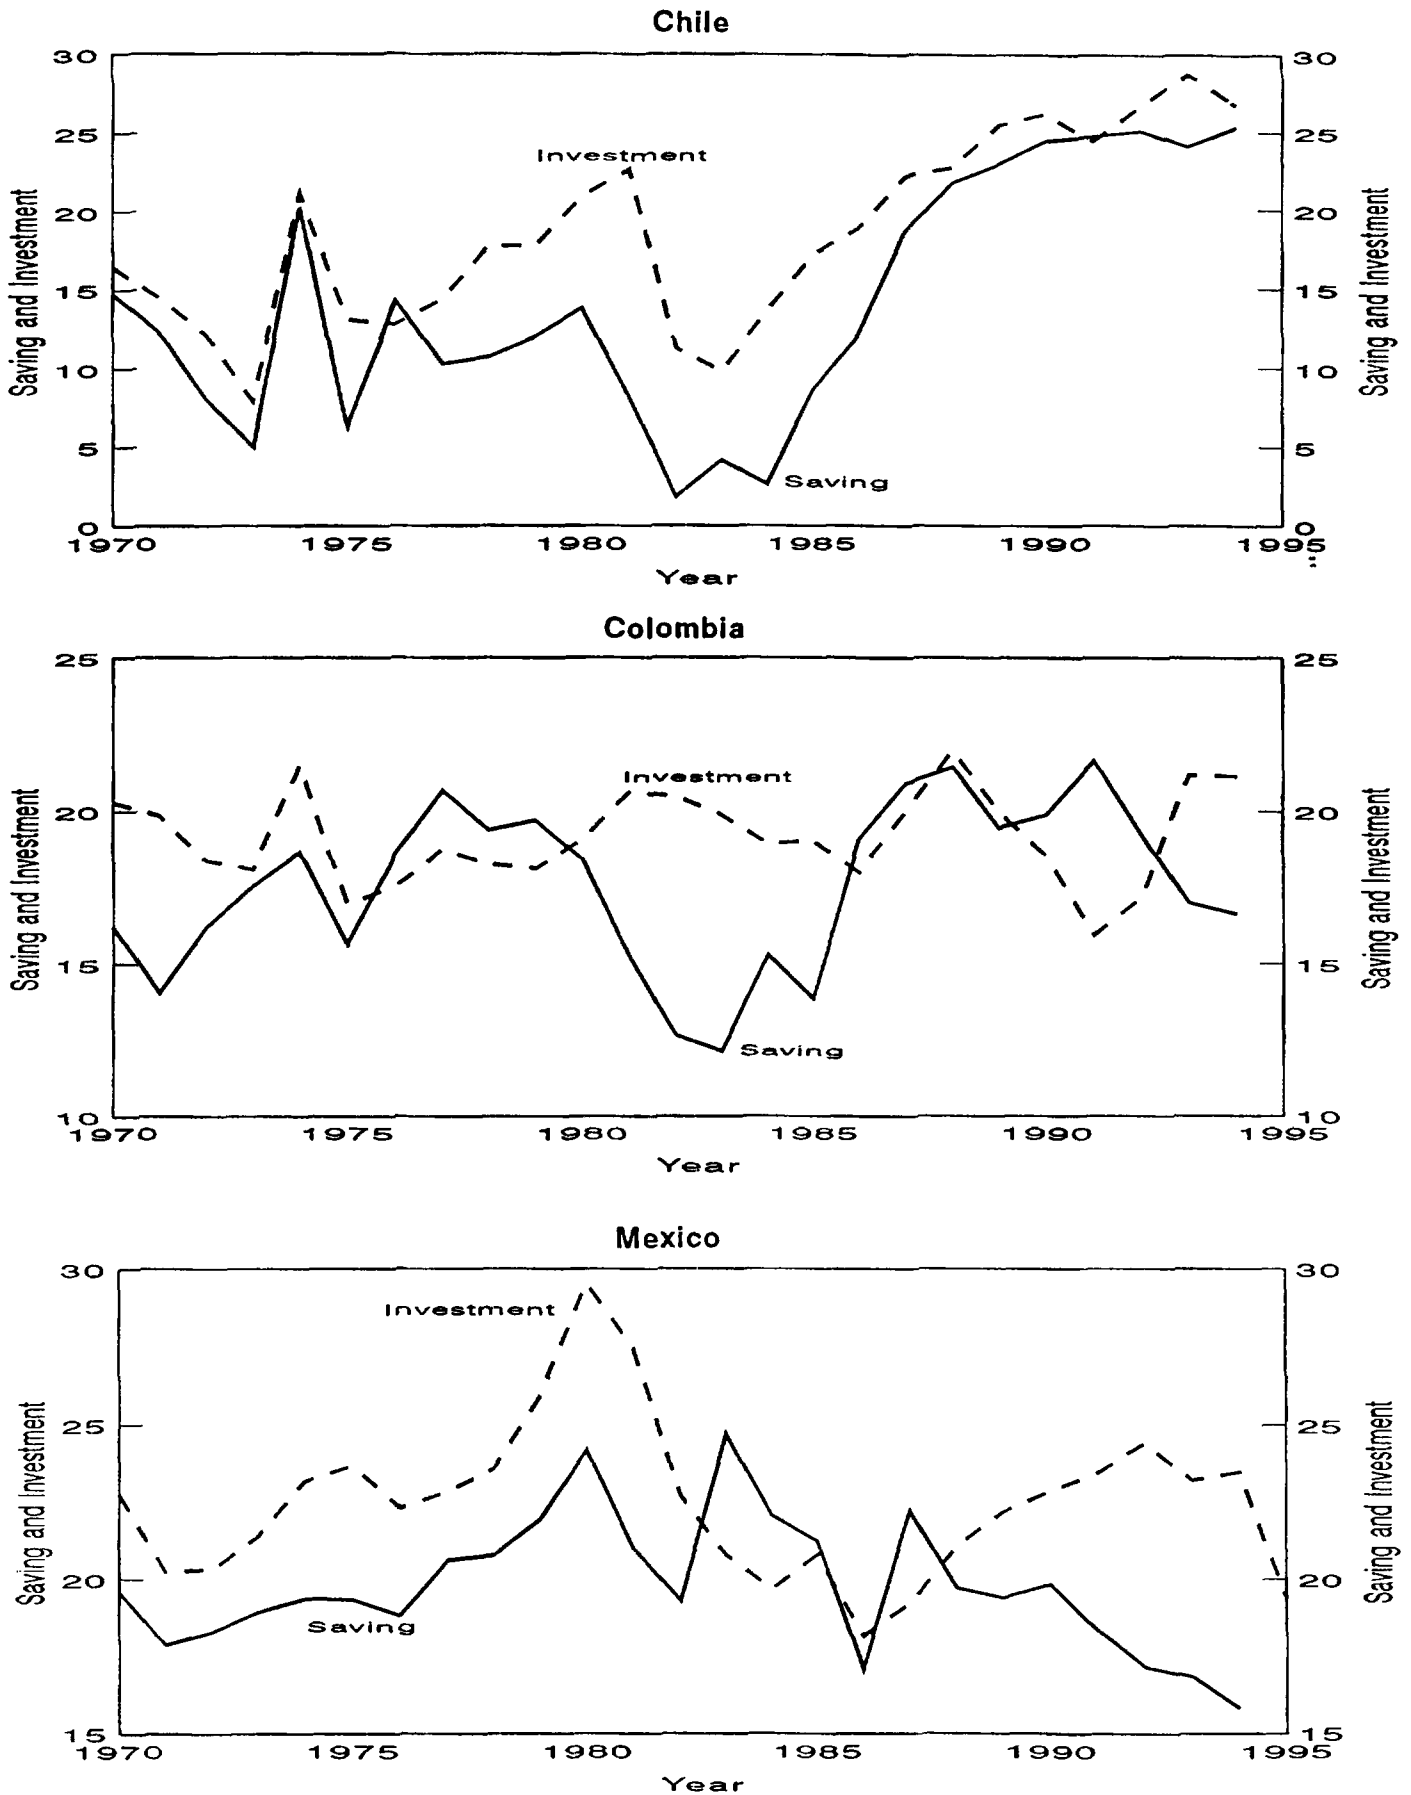 Chile
30 30
25 25
Investment
20 20
15 15
10 10
5 5
Saving
0 0
1970 1975 1980 1985 1990 1995
Year
Saving and Investment
Saving and Investment
Colombia
25 25
Investment
20 20
15 15
Saving
10 10
1970 1975 1980 1985 1990 1995
Year
Saving and Investment
Saving and Investment
Mexico
30 30
Investment
25 25
20 20
Saving
15 15
1970 1975 1980 1985 1990 1995
Year
Saving and Investment
Saving and Investment